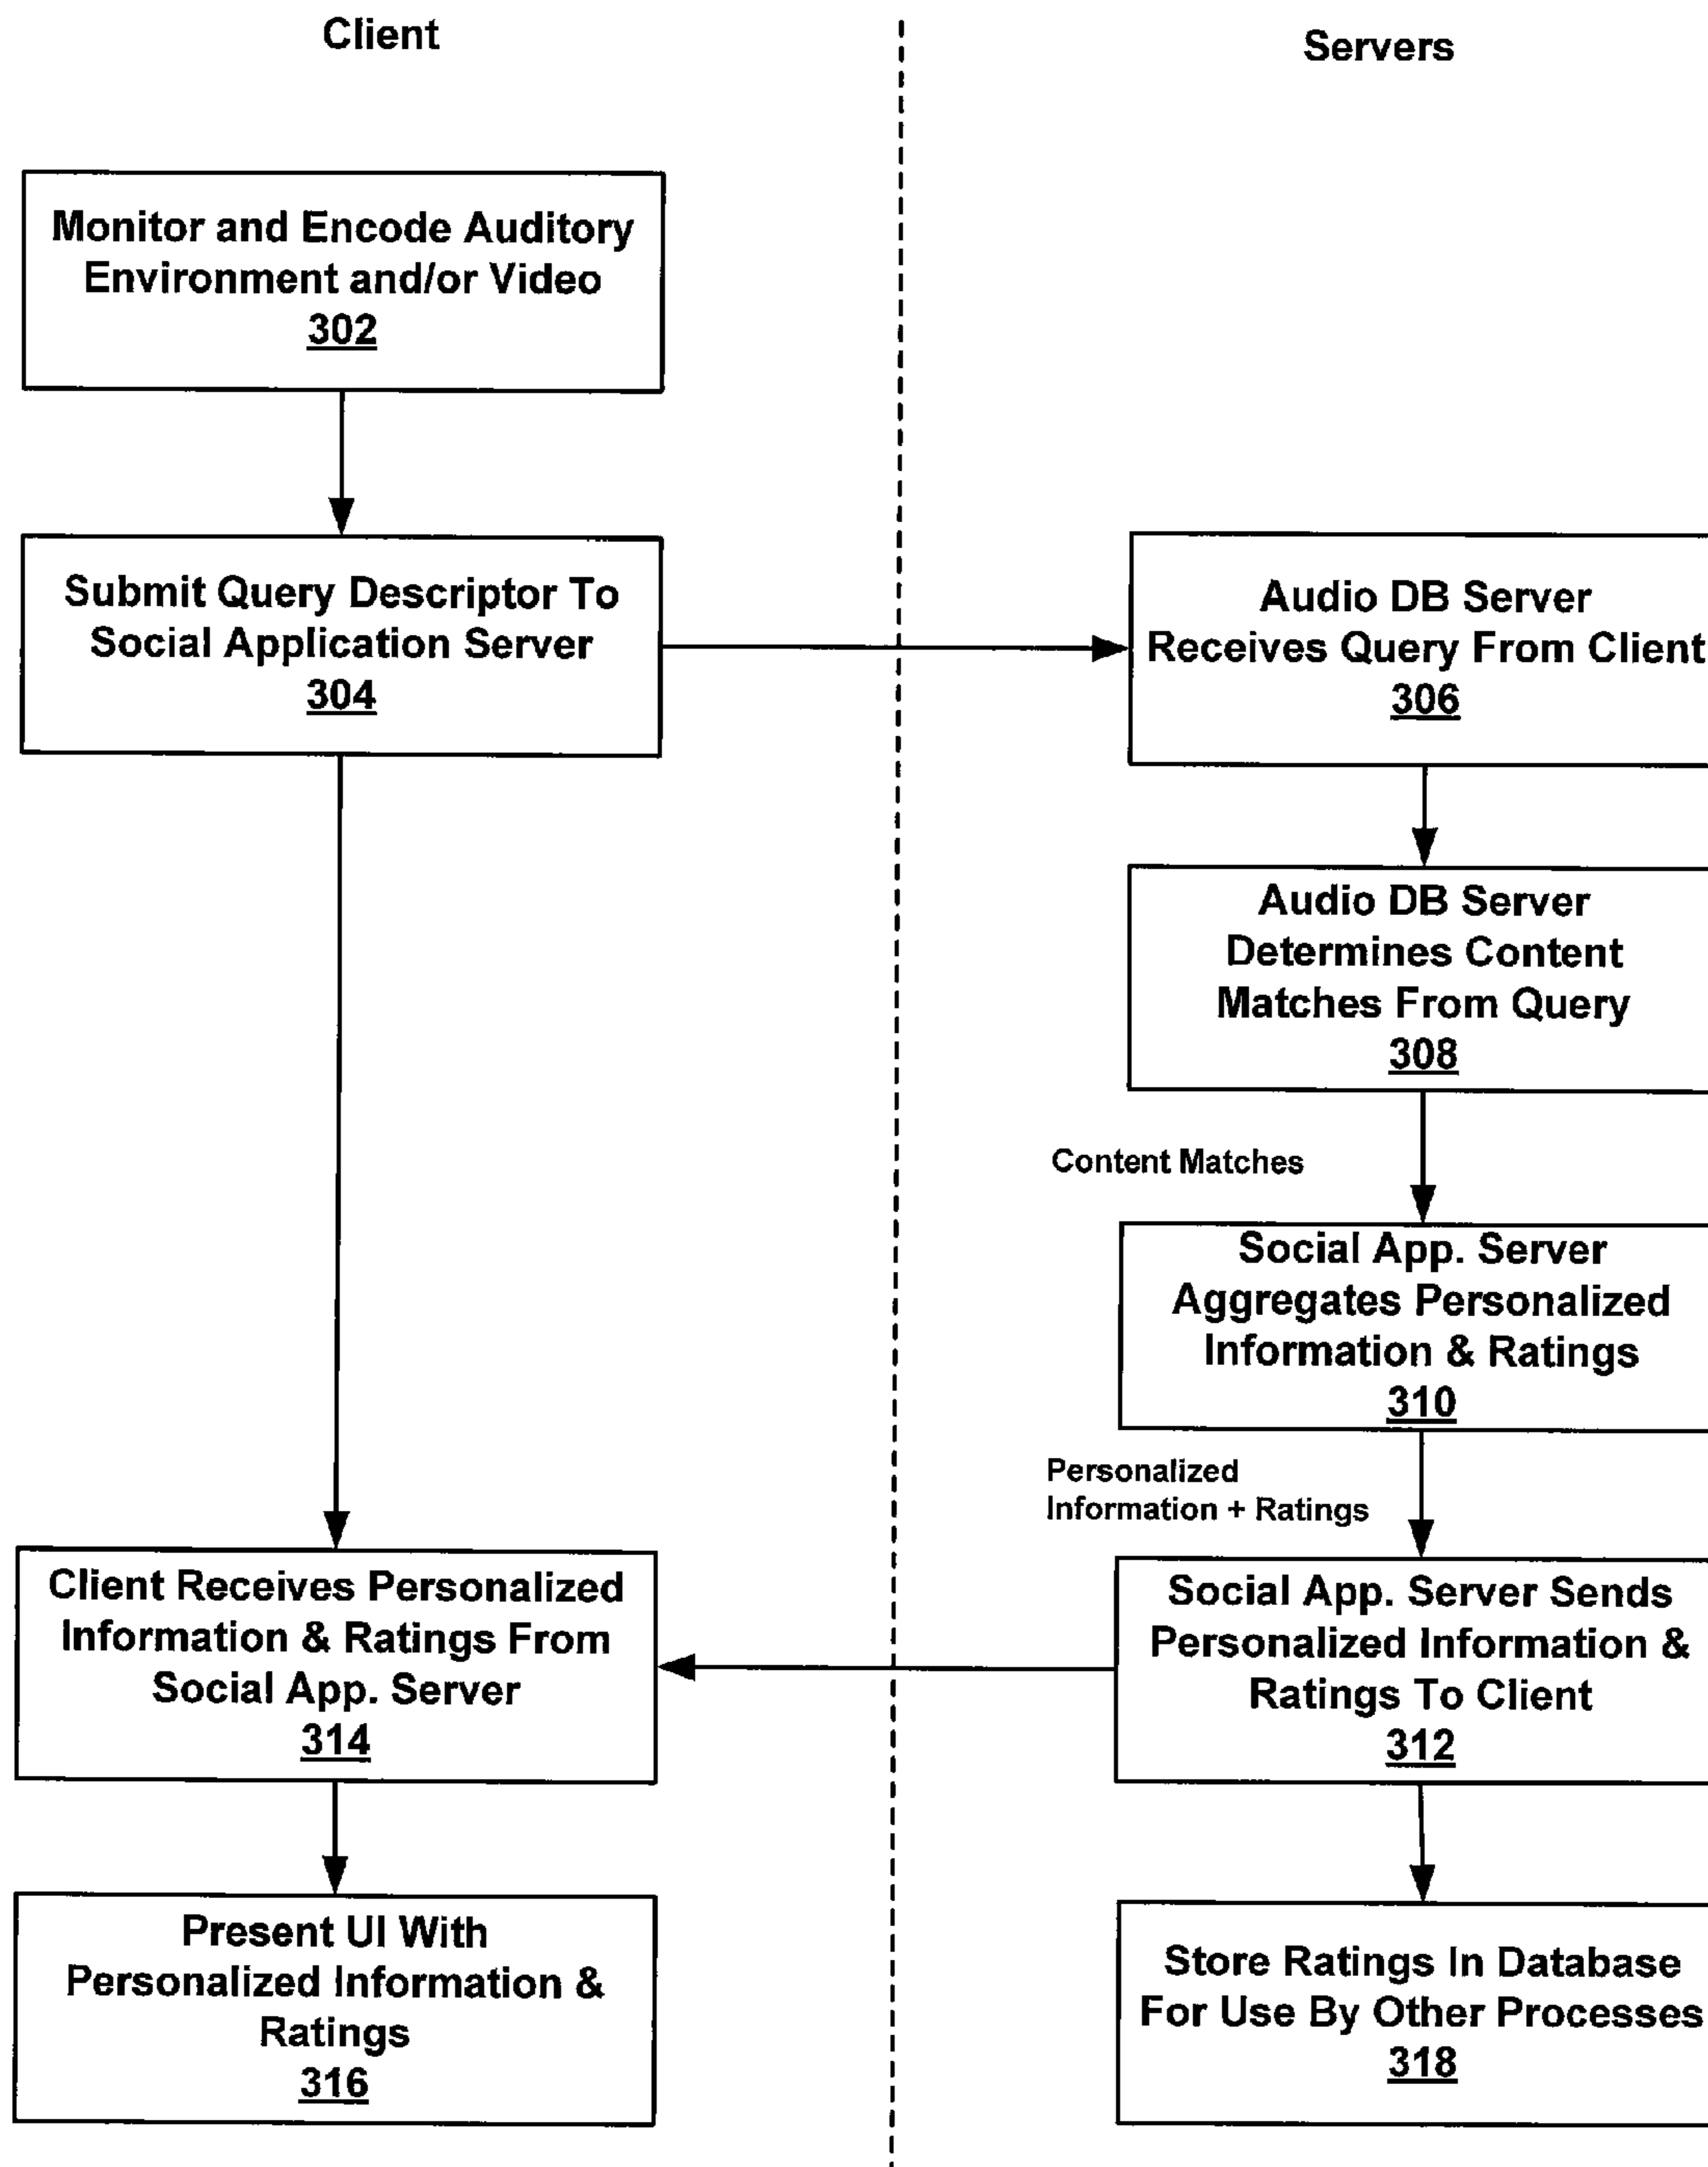 Client
Servers
Monitor and Encode Auditory
Environment and/or Video
302
Submit Query Descriptor To
Social Application Server
304
Audio DB Server
Receives Query From Client
306
Audio DB Server
Determines Content
Matches From Query
308
Content Matches
Social App. Server
Aggregates Personalized
Information & Ratings
310
Personalized
Information + Ratings
Client Receives Personalized
Information & Ratings From
Social App. Server
314
Social App. Server Sends
Personalized Information &
Ratings To Client
312
Present UI With
Personalized Information &
Ratings
316
Store Ratings In Database
For Use By Other Processes
318